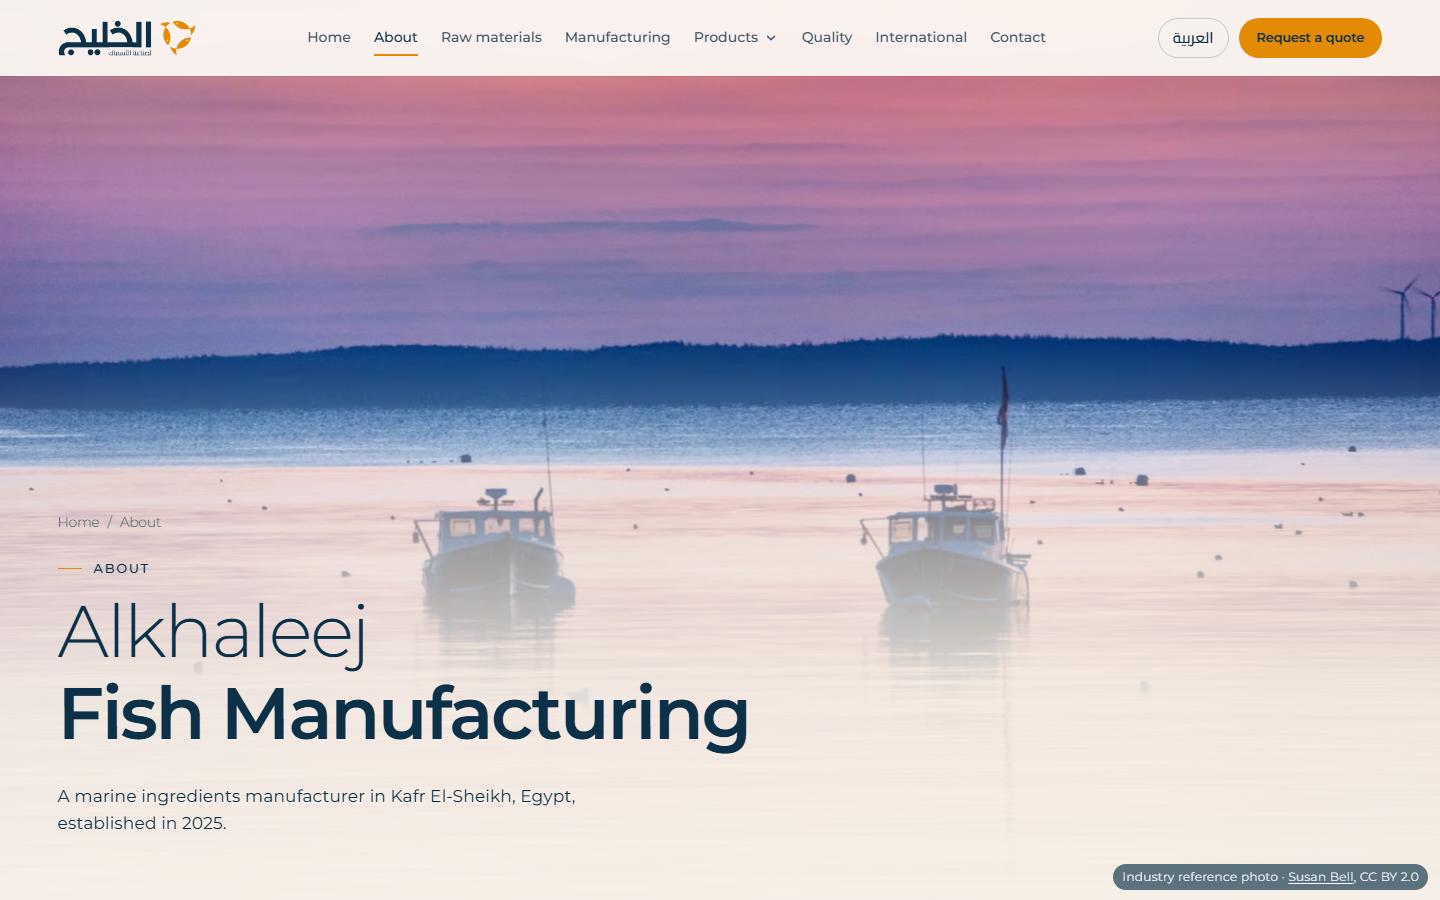 الخليج
لصناعة الأسماك
Home About Raw materials Manufacturing Products Quality International Contact
العربية
Request a quote
Home / About
ABOUT
Alkhaleej
Fish Manufacturing
A marine ingredients manufacturer in Kafr El-Sheikh, Egypt,
established in 2025.
Industry reference photo · Susan Bell, CC BY 2.0